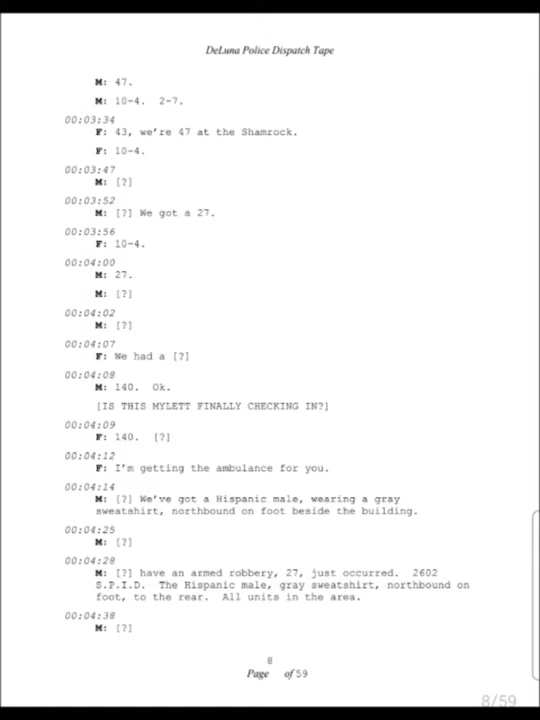 DeLuna Police Dispatch Tape
M: 47.
M: 10-4. 2-7.
00:03:34
F: 43, we're 47 at the Shamrock.
F: 10-4.
00:03:47
M: [?]
00:03:52
M: [?] We got a 27.
00:03:56
F: 10-4.
00:04:00
M: 27.
M: [?]
00:04:02
M: [?]
00:04:07
F: We had a [?]
00:04:08
M: 140. Ok.
[IS THIS MYLETT FINALLY CHECKING IN?]
00:04:09
F: 140. [?]
00:04:12
F: I'm getting the ambulance for you.
00:04:14
M: [?] We've got a Hispanic male, wearing a gray
sweatshirt, northbound on foot beside the building.
00:04:25
M: [?]
00:04:28
M: [?] have an armed robbery, 27, just occurred. 2602
S.P.I.D. The Hispanic male, gray sweatshirt, northbound on
foot, to the rear. All units in the area.
00:04:38
M: [?]
8
Page of 59
8/59